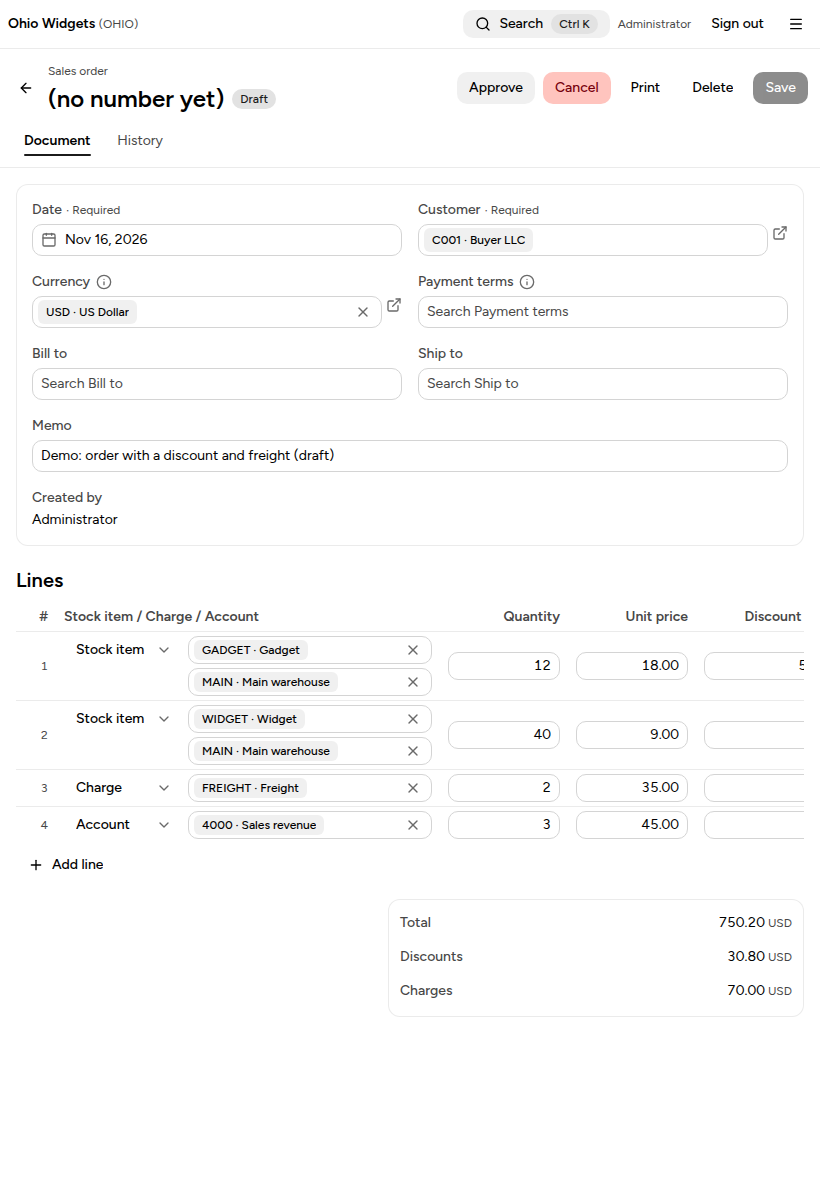 Ohio Widgets (OHIO)
Search Ctrl K
Administrator
Sign out
Sales order
(no number yet) Draft
Approve
Cancel
Print
Delete
Save
Document
History
Date · Required
Customer · Required
Nov 16, 2026
C001 · Buyer LLC
Currency
Payment terms
USD · US Dollar
Search Payment terms
Bill to
Ship to
Search Bill to
Search Ship to
Memo
Demo: order with a discount and freight (draft)
Created by
Administrator
Lines
# Stock item / Charge / Account Quantity Unit price Discount
1 Stock item GADGET · Gadget 12 18.00 5
MAIN · Main warehouse
2 Stock item WIDGET · Widget 40 9.00
MAIN · Main warehouse
3 Charge FREIGHT · Freight 2 35.00
4 Account 4000 · Sales revenue 3 45.00
Add line
Total 750.20 USD
Discounts 30.80 USD
Charges 70.00 USD